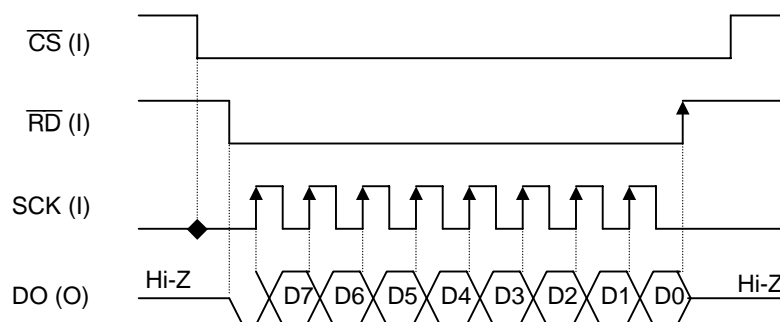 CS (I)
RD (I)
SCK (I)
DO (O) Hi-Z D7 D6 D5 D4 D3 D2 D1 D0 Hi-Z